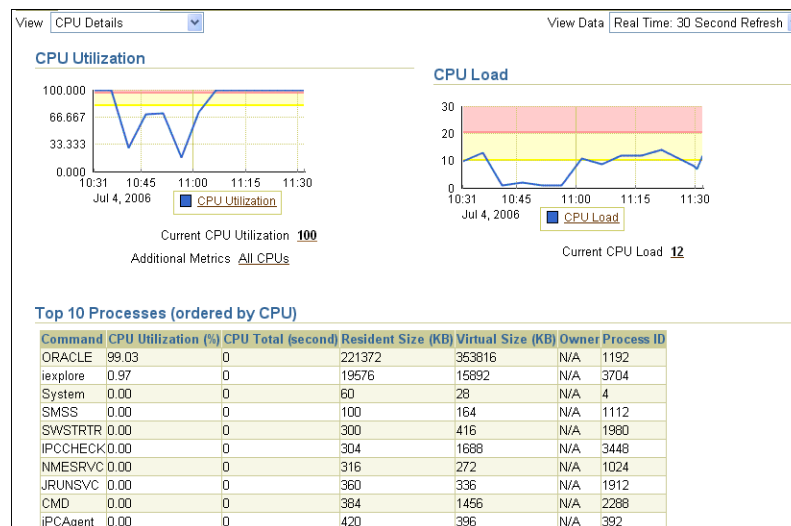 View CPU Details View Data Real Time: 30 Second Refresh
CPU Utilization
100.000
66.667
33.333
0.000
10:31 10:45 11:00 11:15 11:30
Jul 4, 2006
CPU Utilization
Current CPU Utilization 100
Additional Metrics All CPUs
CPU Load
30
20
10
0
10:31 10:45 11:00 11:15 11:30
Jul 4, 2006
CPU Load
Current CPU Load 12
Top 10 Processes (ordered by CPU)
Command CPU Utilization (%) CPU Total (second) Resident Size (KB) Virtual Size (KB) Owner Process ID
ORACLE 99.03 0 221372 353816 N/A 1192
iexplore 0.97 0 19576 15892 N/A 3704
System 0.00 0 60 28 N/A 4
SMSS 0.00 0 100 164 N/A 1112
SWSTRTR 0.00 0 300 416 N/A 1980
IPCCHECK 0.00 0 304 1688 N/A 3448
NMESRVC 0.00 0 316 272 N/A 1024
JRUNSVC 0.00 0 360 336 N/A 1912
CMD 0.00 0 384 1456 N/A 2288
iPCAgent 0.00 0 420 396 N/A 392